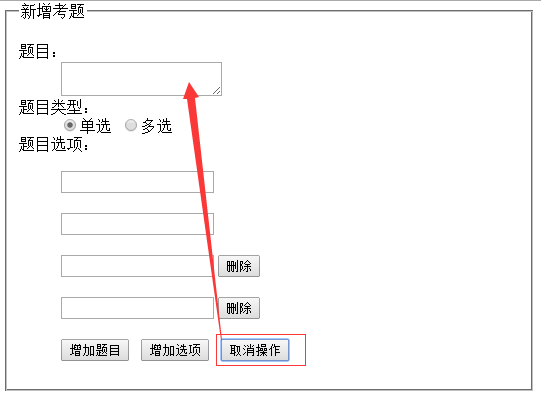 新增考题
题目：
题目类型：
单选 多选
题目选项：
删除
删除
增加题目 增加选项 取消操作